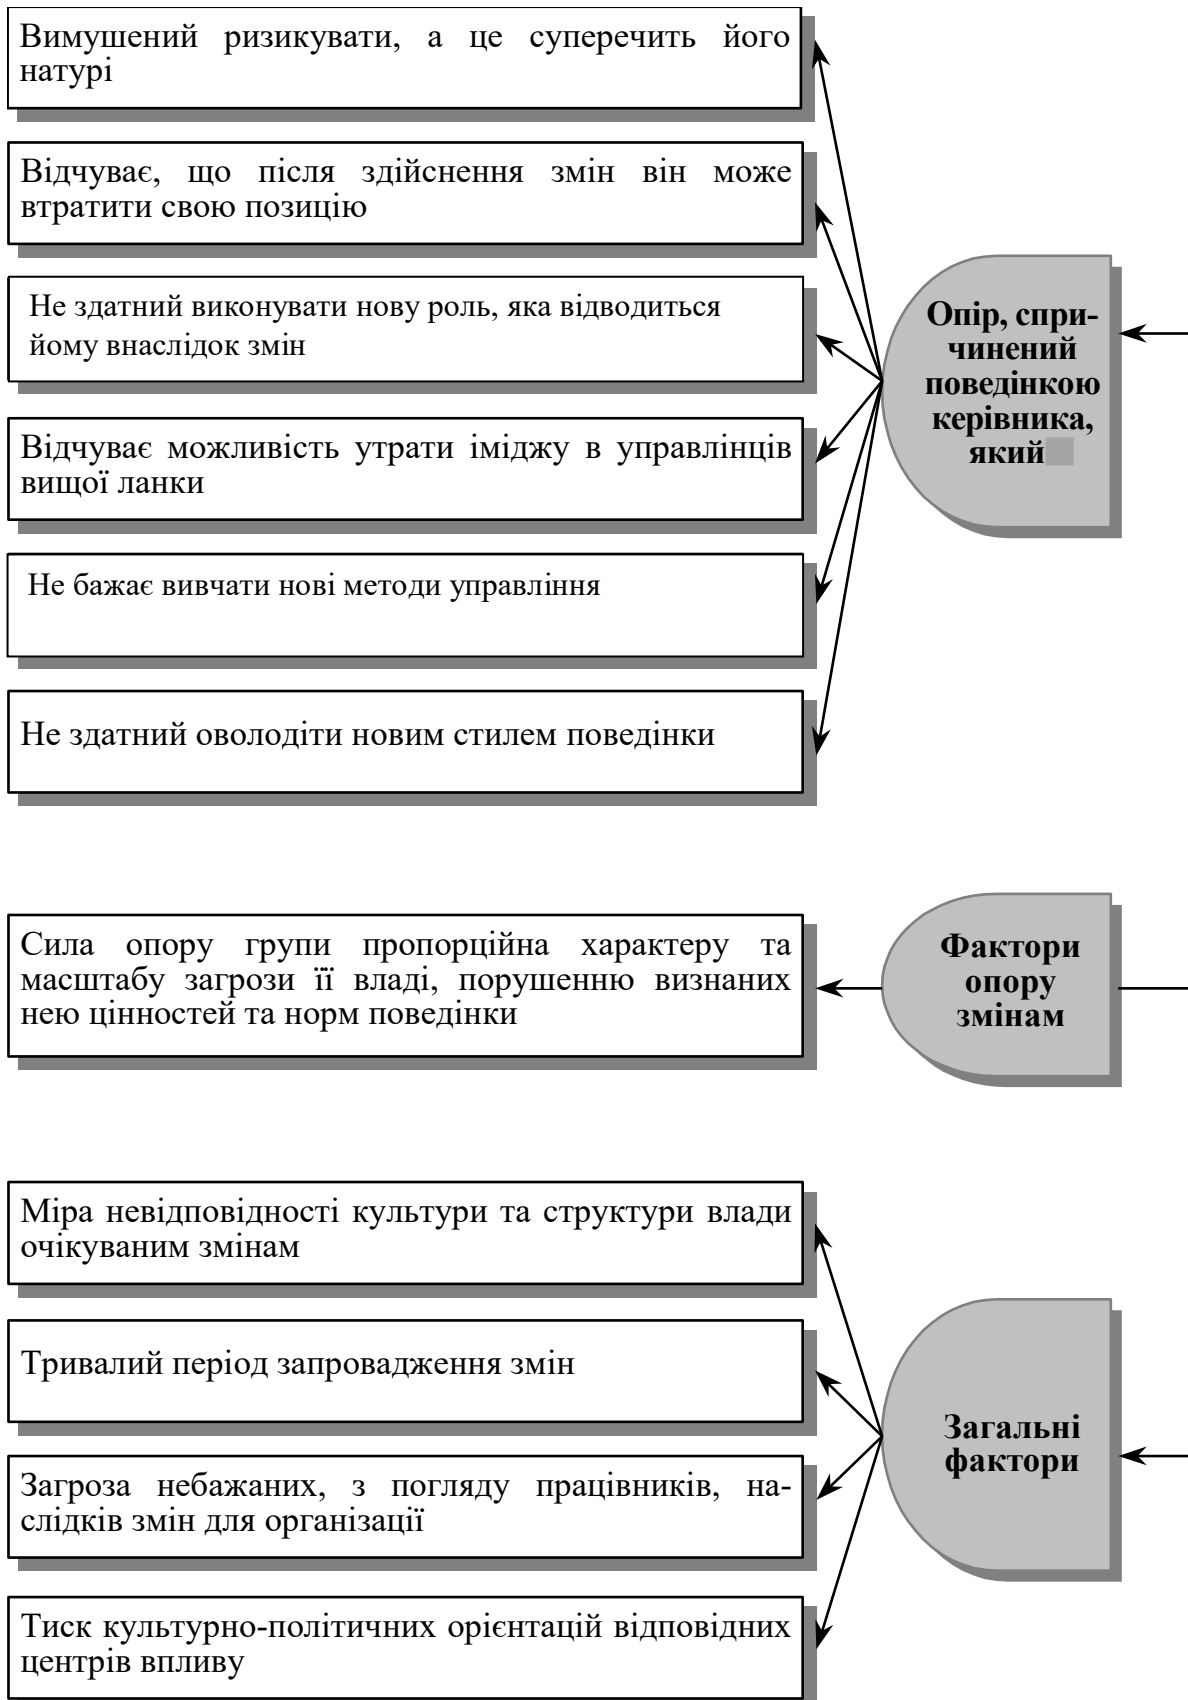 Вимушений ризикувати, а це суперечить його
натурі
Відчуває, що після здійснення змін він може
втратити свою позицію
Не здатний виконувати нову роль, яка відводиться
йому внаслідок змін
Відчуває можливість утрати іміджу в управлінців
вищої ланки
Не бажає вивчати нові методи управління
Не здатний оволодіти новим стилем поведінки
Опір, спри-
чинений
поведінкою
керівника,
який
Сила опору групи пропорційна характеру та
масштабу загрози її владі, порушенню визнаних
нею цінностей та норм поведінки
Фактори
опору
змінам
Міра невідповідності культури та структури влади
очікуваним змінам
Тривалий період запровадження змін
Загроза небажаних, з погляду працівників, на-
слідків змін для організації
Тиск культурно-політичних орієнтацій відповідних
центрів впливу
Загальні
фактори